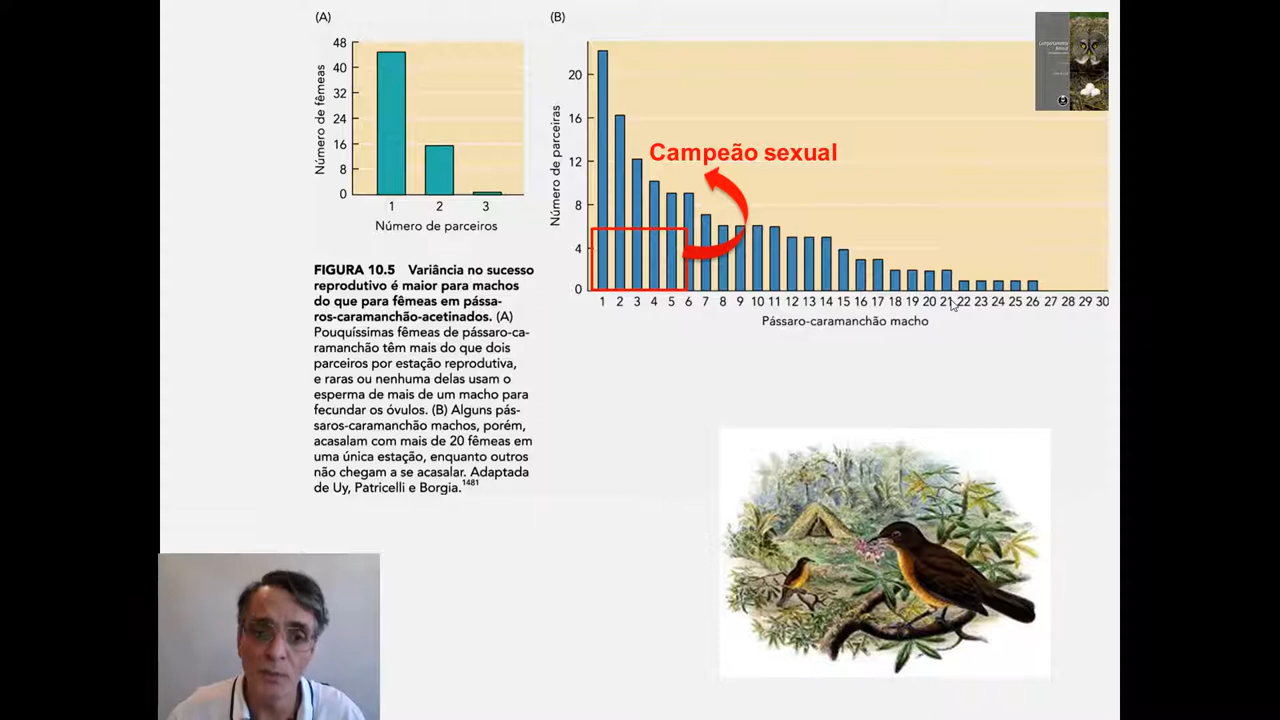 (A)
48
40
32
24
16
8
0
Número de fêmeas
1 2 3
Número de parceiros
(B)
20
16
12
8
4
0
Número de parceiras
Campeão sexual
1 2 3 4 5 6 7 8 9 10 11 12 13 14 15 16 17 18 19 20 21 22 23 24 25 26 27 28 29 30
Pássaro-caramanchão macho
FIGURA 10.5 Variância no sucesso
reprodutivo é maior para machos
do que para fêmeas em pássa-
ros-caramanchão-acetinados. (A)
Pouquíssimas fêmeas de pássaro-ca-
ramanchão têm mais do que dois
parceiros por estação reprodutiva,
e raras ou nenhuma delas usam o
esperma de mais de um macho para
fecundar os óvulos. (B) Alguns pás-
saros-caramanchão machos, porém,
acasalam com mais de 20 fêmeas em
uma única estação, enquanto outros
não chegam a se acasalar. Adaptada
de Uy, Patricelli e Borgia.1481